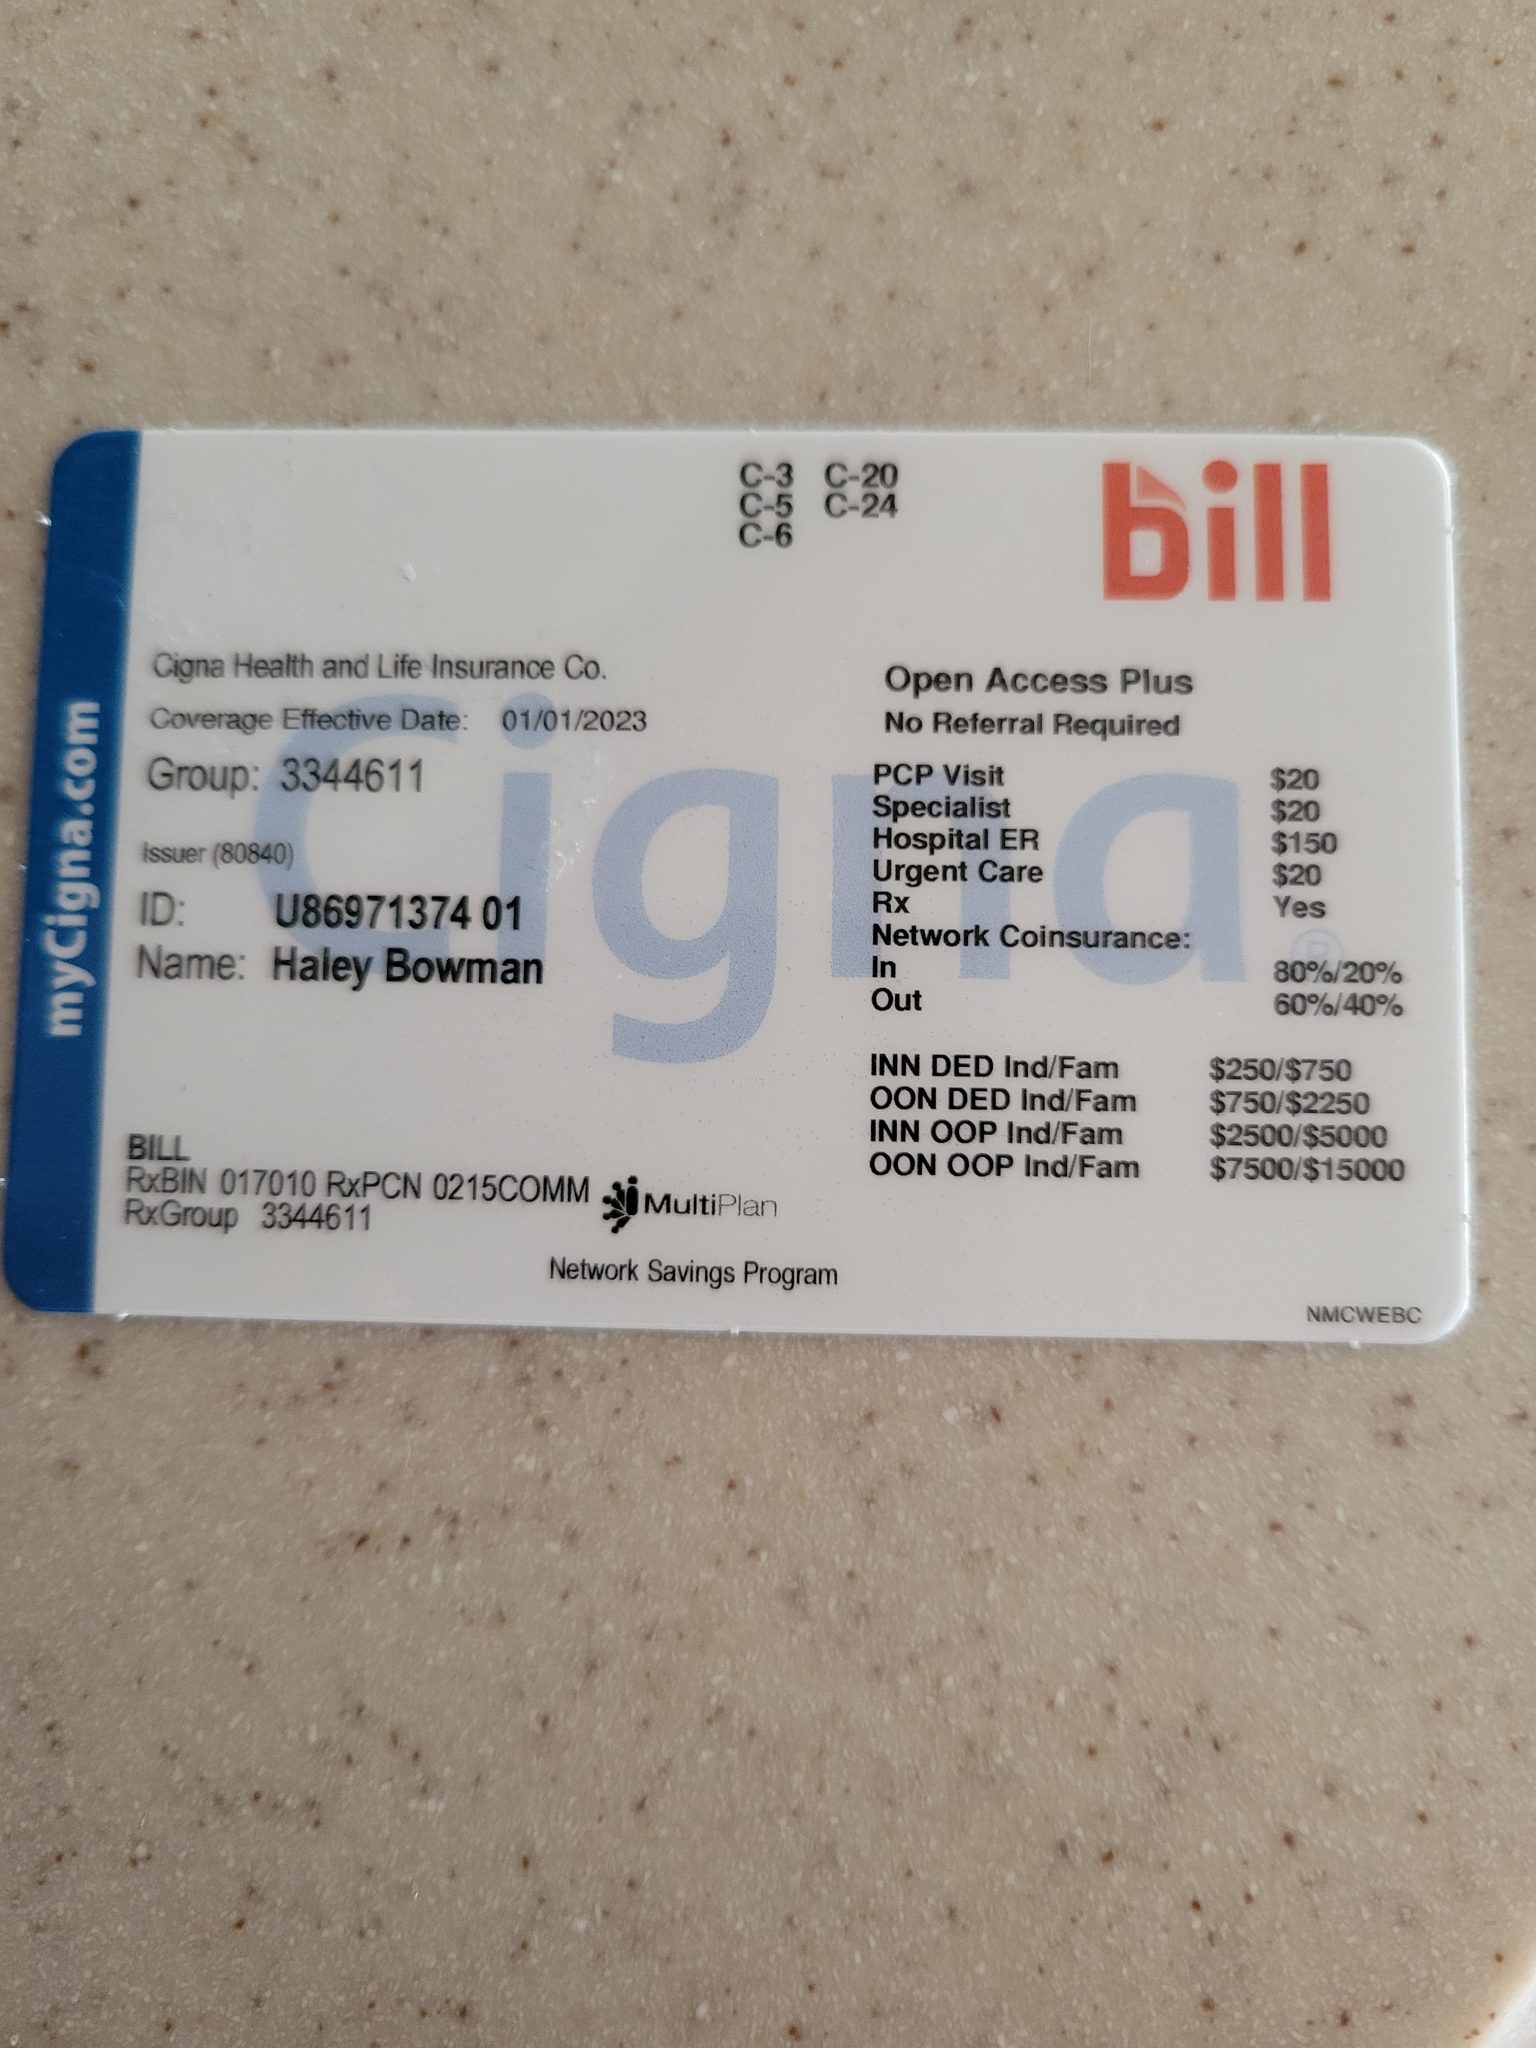 myCigna.com
C-3 C-20
C-5 C-24
C-6
bill
Cigna
Cigna Health and Life Insurance Co.
Coverage Effective Date: 01/01/2023
Group: 3344611
Issuer (80840)
ID: U86971374 01
Name: Haley Bowman
BILL
RxBIN 017010 RxPCN 0215COMM
RxGroup 3344611
MultiPlan
Network Savings Program
Open Access Plus
No Referral Required
PCP Visit $20
Specialist $20
Hospital ER $150
Urgent Care $20
Rx Yes
Network Coinsurance:
In 80%/20%
Out 60%/40%
INN DED Ind/Fam $250/$750
OON DED Ind/Fam $750/$2250
INN OOP Ind/Fam $2500/$5000
OON OOP Ind/Fam $7500/$15000
NMCWEBC